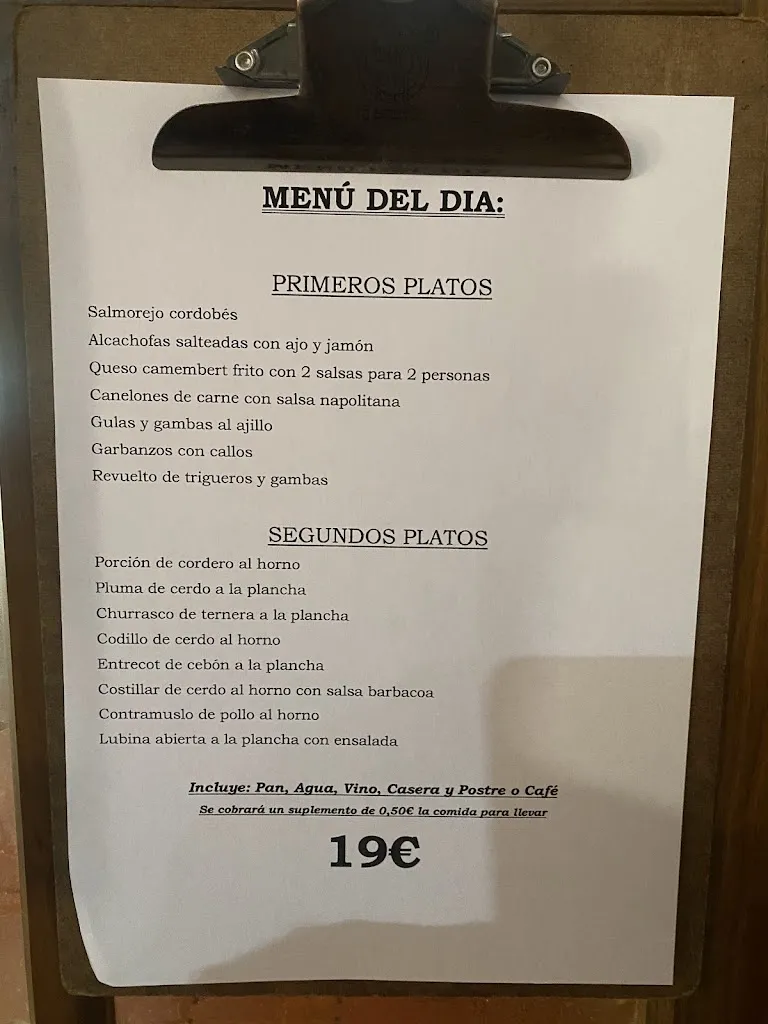 MENÚ DEL DIA:
PRIMEROS PLATOS
Salmorejo cordobés
Alcachofas salteadas con ajo y jamón
Queso camembert frito con 2 salsas para 2 personas
Canelones de carne con salsa napolitana
Gulas y gambas al ajillo
Garbanzos con callos
Revuelto de trigueros y gambas
SEGUNDOS PLATOS
Porción de cordero al horno
Pluma de cerdo a la plancha
Churrasco de ternera a la plancha
Codillo de cerdo al horno
Entrecot de cebón a la plancha
Costillar de cerdo al horno con salsa barbacoa
Contramuslo de pollo al horno
Lubina abierta a la plancha con ensalada
Incluye: Pan, Agua, Vino, Casera y Postre o Café
Se cobrará un suplemento de 0,50€ la comida para llevar
19€